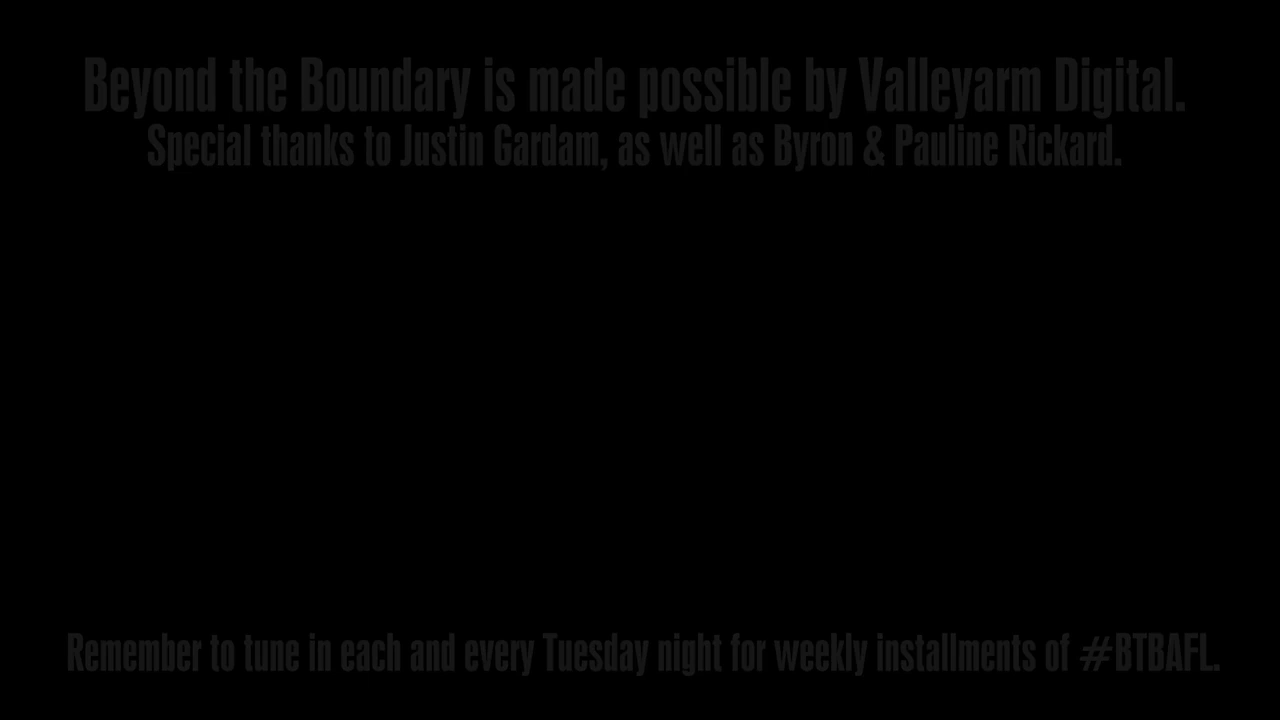 Beyond the Boundary is made possible by Valleyarm Digital.
Special thanks to Justin Gardam, as well as Byron & Pauline Rickard.
Remember to tune in each and every Tuesday night for weekly installments of #BTBAFL.